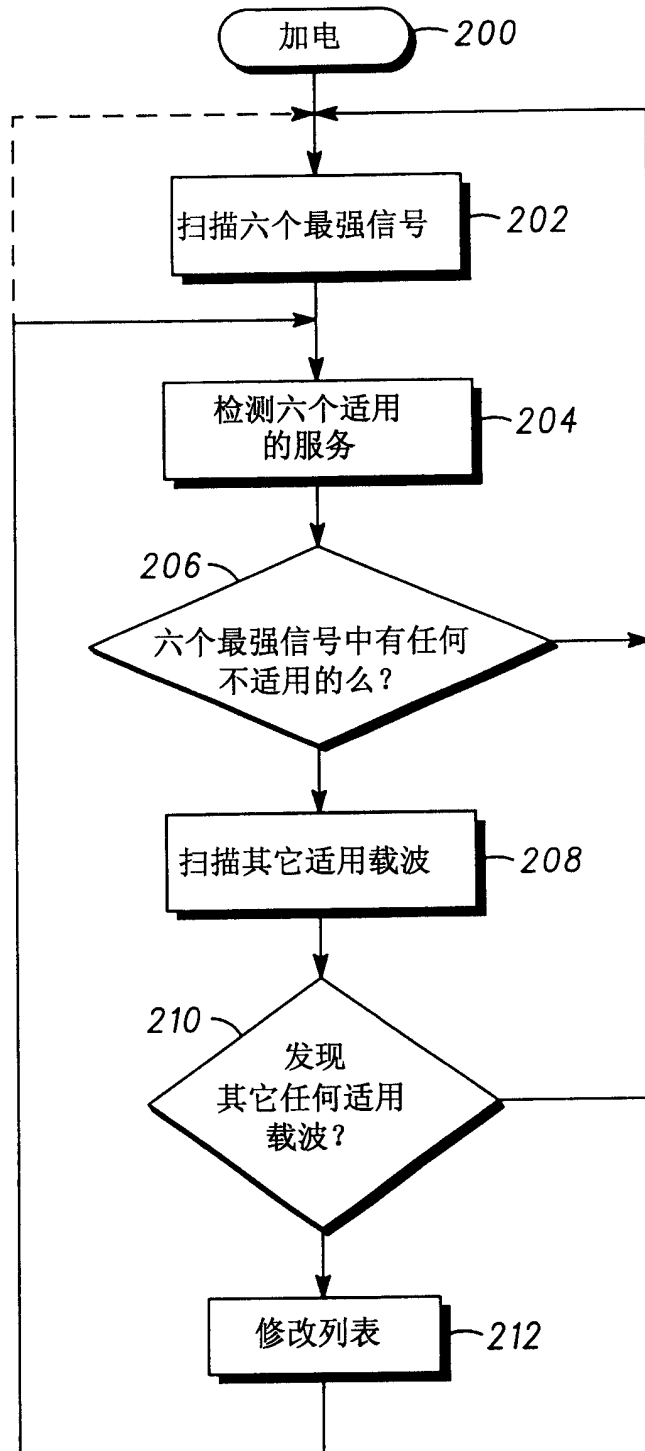 加电
200
扫描六个最强信号
202
检测六个适用
的服务
204
206
六个最强信号中有任何
不适用的么?
扫描其它适用载波
208
210
发现
其它任何适用
载波?
修改列表
212